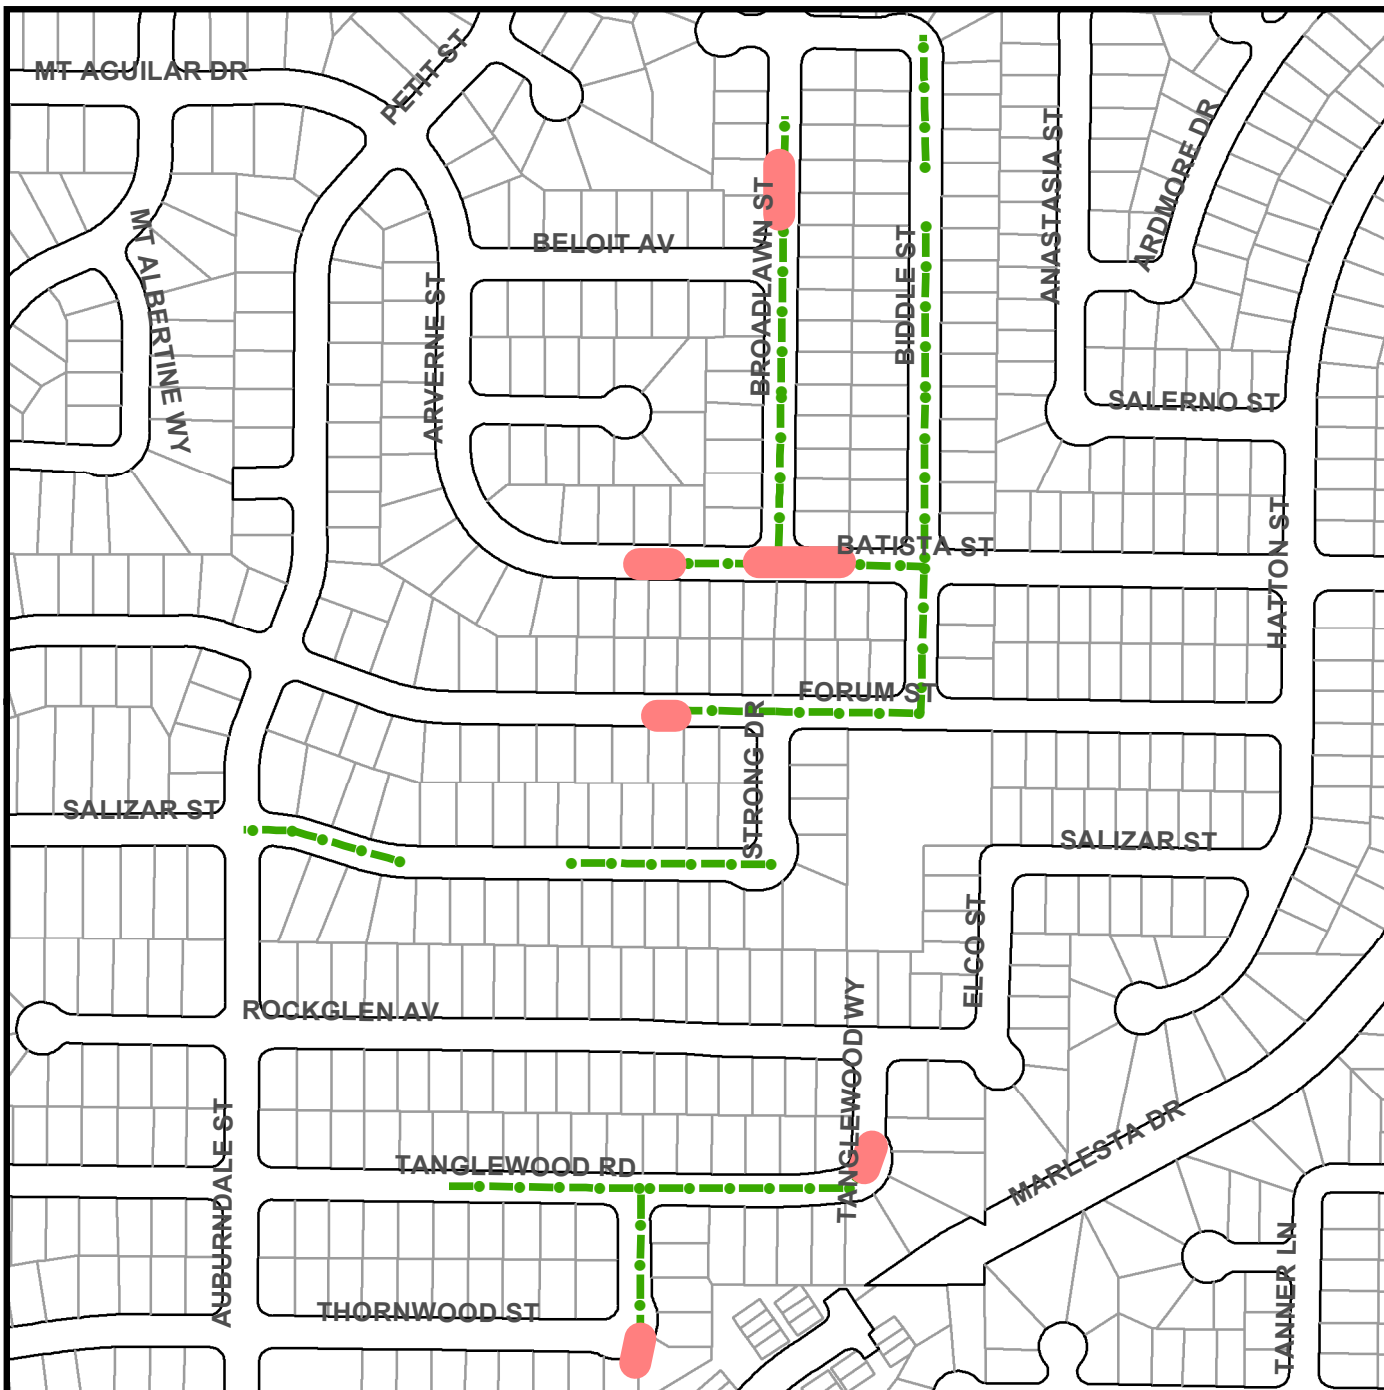 MT AGUILAR DR
PETIT ST
ANASTASIA ST
ARDMORE DR
MT ALBERTINE WY
BELOIT AV
BROADLAWN ST
BIDDLE ST
ARVERNE ST
SALERNO ST
BATISTA ST
HATTON ST
FORUM ST
STRONG DR
SALIZAR ST
SALIZAR ST
ELCO ST
ROCKGLEN AV
TANGLEWOOD WY
MARLESTA DR
AUBURNDALE ST
TANGLEWOOD RD
THORNWOOD ST
TANNER LN